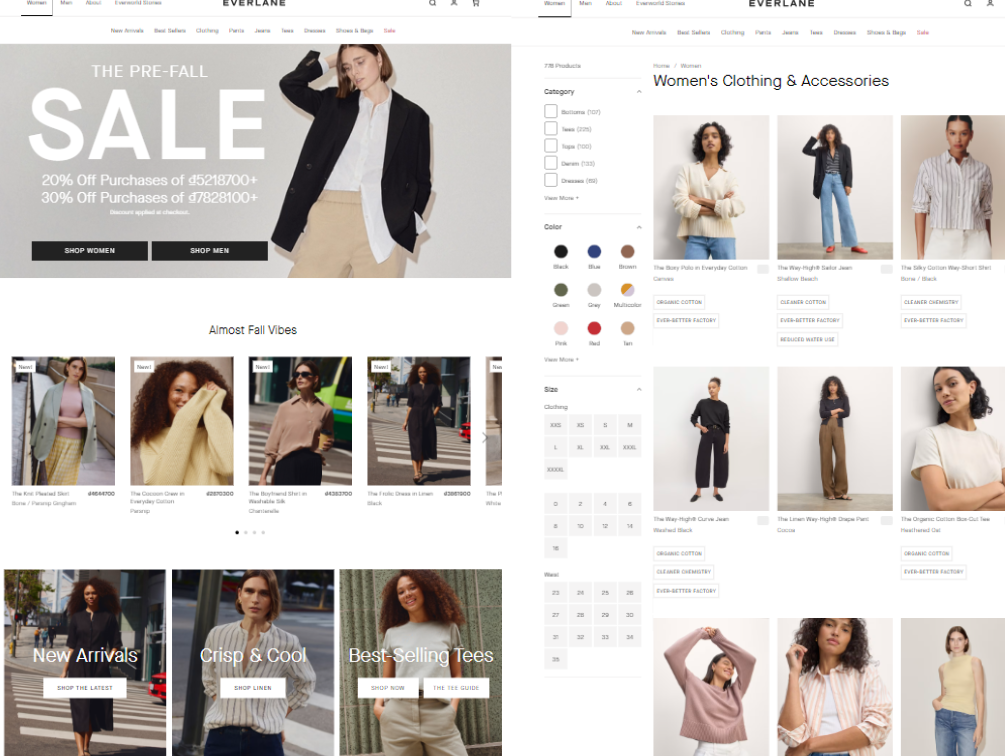 Women Men About Everworld Stories
EVERLANE
New Arrivals Best Sellers Clothing Pants Jeans Tees Dresses Shoes & Bags Sale
THE PRE-FALL
SALE
20% Off Purchases of ₫5218700+
30% Off Purchases of ₫7828100+
Discount applied at checkout.
SHOP WOMEN SHOP MEN
Almost Fall Vibes
New! New! New! New!
The Knit Pleated Skirt ₫4644700
Bone / Parsnip Gingham
The Cocoon Crew in ₫2870300
Everyday Cotton
Parsnip
The Boyfriend Shirt in ₫4383700
Washable Silk
Chanterelle
The Frolic Dress in Linen
Black
White
New Arrivals
SHOP THE LATEST
Crisp & Cool
SHOP LINEN
Best-Selling Tees
SHOP NOW THE TEE GUIDE
Women Men About Everworld Stories
EVERLANE
New Arrivals Best Sellers Clothing Pants Jeans Tees Dresses Shoes & Bags Sale
778 Products
Category
Bottoms (107)
Tees (225)
Tops (100)
Denim (133)
Dresses (69)
View More +
Color
Black Blue Brown
Green Grey Multicolor
Pink Red Tan
View More +
Size
Clothing
XXS XS S M
L XL XXL XXXL
XXXXL
0 2 4 6
8 10 12 14
16
Waist
23 24 25 26
27 28 29 30
31 32 33 34
35
Home / Women
Women's Clothing & Accessories
The Boxy Polo in Everyday Cotton
Canvas
ORGANIC COTTON
EVER-BETTER FACTORY
The Way-High® Sailor Jean
Shallow Beach
CLEANER COTTON
EVER-BETTER FACTORY
REDUCED WATER USE
The Silky Cotton Way-Short Shirt
Bone / Black
CLEANER CHEMISTRY
EVER-BETTER FACTORY
The Way-High® Curve Jean
Washed Black
ORGANIC COTTON
CLEANER CHEMISTRY
EVER-BETTER FACTORY
The Linen Way-High® Drape Pant
Cocoa
The Organic Cotton Box-Cut Tee
Heathered Oat
ORGANIC COTTON
EVER-BETTER FACTORY